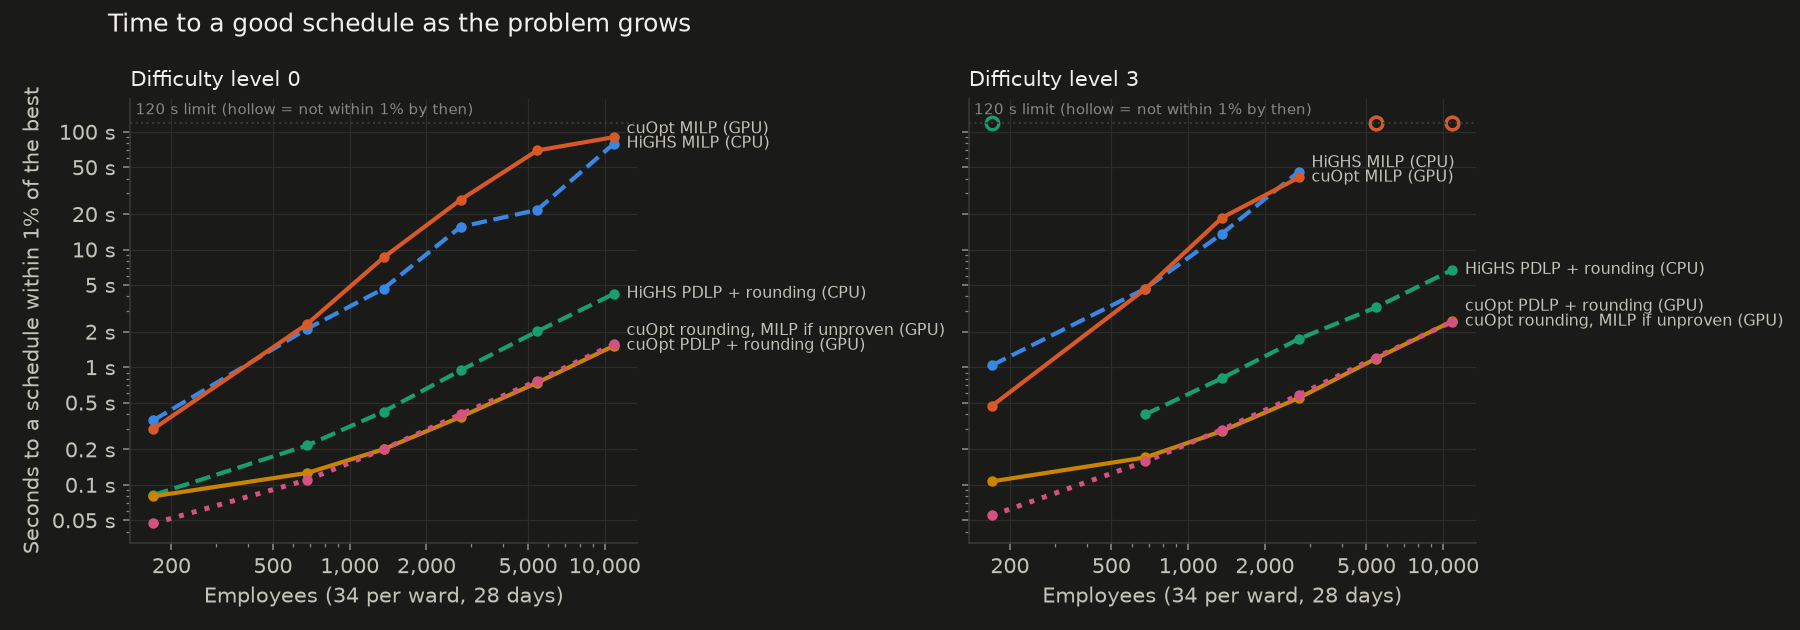 Time to a good schedule as the problem grows
Seconds to a schedule within 1% of the best
Difficulty level 0
120 s limit (hollow = not within 1% by then)
100 s
50 s
20 s
10 s
5 s
2 s
1 s
0.5 s
0.2 s
0.1 s
0.05 s
cuOpt MILP (GPU)
HiGHS MILP (CPU)
HiGHS PDLP + rounding (CPU)
cuOpt rounding, MILP if unproven (GPU)
cuOpt PDLP + rounding (GPU)
200 500 1,000 2,000 5,000 10,000
Employees (34 per ward, 28 days)
Difficulty level 3
120 s limit (hollow = not within 1% by then)
HiGHS MILP (CPU)
cuOpt MILP (GPU)
HiGHS PDLP + rounding (CPU)
cuOpt PDLP + rounding (GPU)
cuOpt rounding, MILP if unproven (GPU)
200 500 1,000 2,000 5,000 10,000
Employees (34 per ward, 28 days)